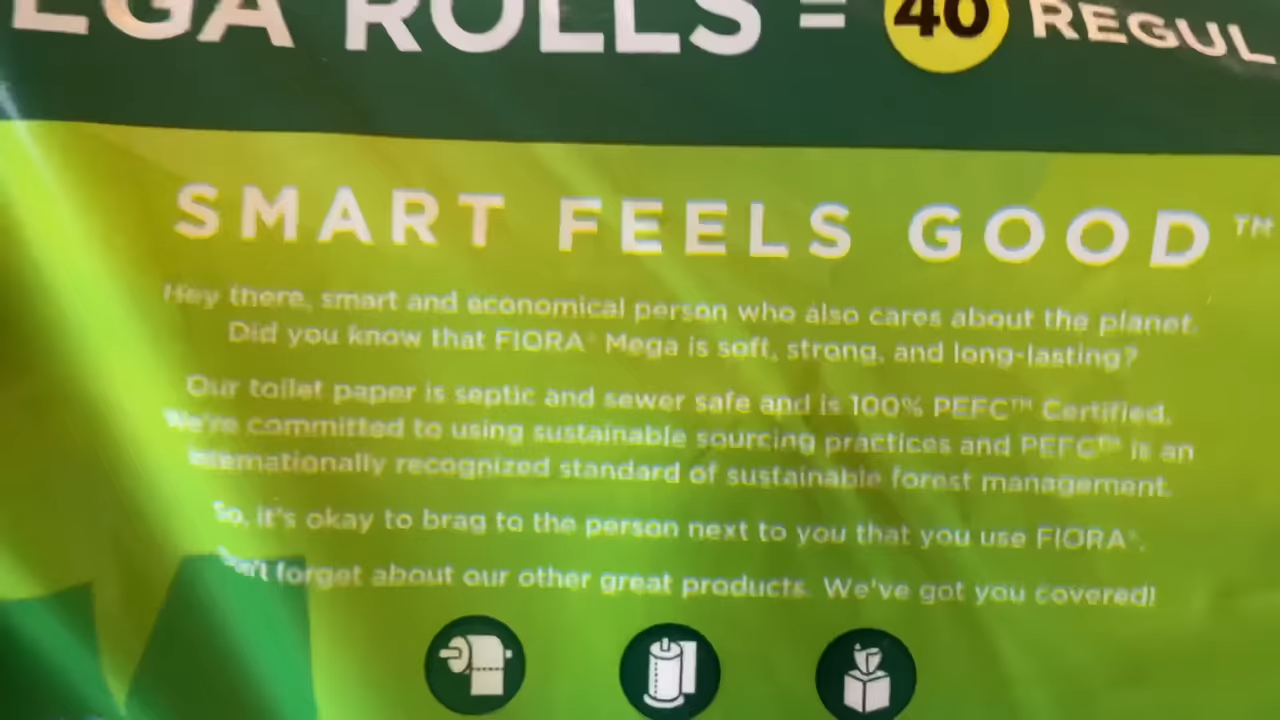 EGA ROLLS = 40 REGUL
SMART FEELS GOOD™
Hey there, smart and economical person who also cares about the planet.
Did you know that FIORA® Mega is soft, strong, and long-lasting?
Our toilet paper is septic and sewer safe and is 100% PEFC™ Certified.
We're committed to using sustainable sourcing practices and PEFC™ is an
internationally recognized standard of sustainable forest management.
So, it's okay to brag to the person next to you that you use FIORA®.
Don't forget about our other great products. We've got you covered!